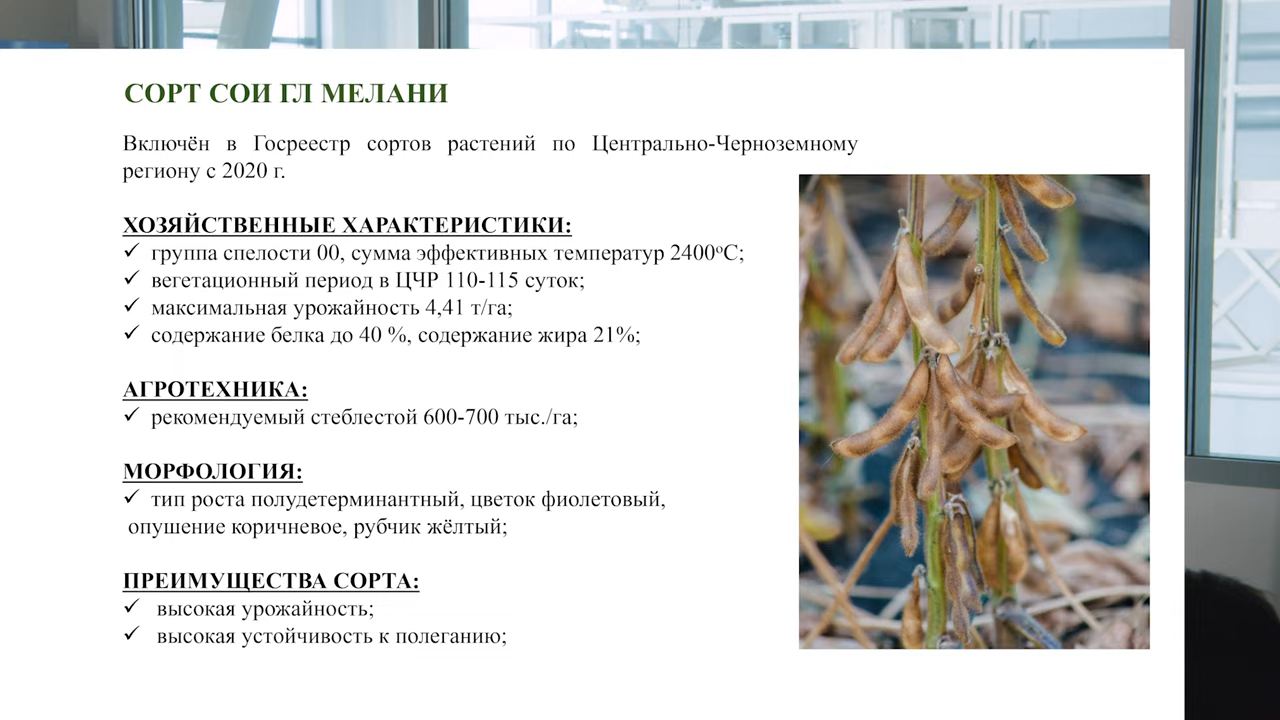 СОРТ СОИ ГЛ МЕЛАНИ
Включён в Госреестр сортов растений по Центрально-Черноземному
региону с 2020 г.
ХОЗЯЙСТВЕННЫЕ ХАРАКТЕРИСТИКИ:
✓ группа спелости 00, сумма эффективных температур 2400ºС;
✓ вегетационный период в ЦЧР 110-115 суток;
✓ максимальная урожайность 4,41 т/га;
✓ содержание белка до 40 %, содержание жира 21%;
АГРОТЕХНИКА:
✓ рекомендуемый стеблестой 600-700 тыс./га;
МОРФОЛОГИЯ:
✓ тип роста полудетерминантный, цветок фиолетовый,
опушение коричневое, рубчик жёлтый;
ПРЕИМУЩЕСТВА СОРТА:
✓ высокая урожайность;
✓ высокая устойчивость к полеганию;